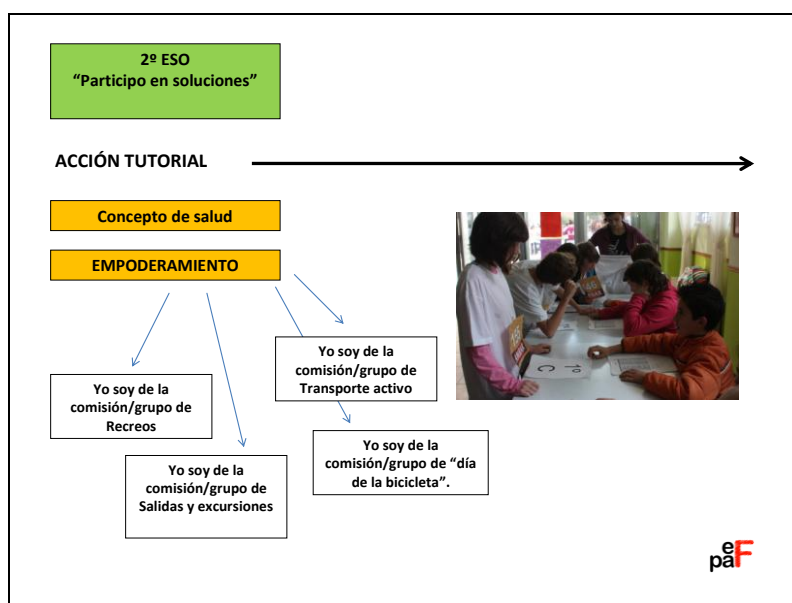 2º ESO
“Participo en soluciones”
ACCIÓN TUTORIAL
Concepto de salud
EMPODERAMIENTO
Yo soy de la
comisión/grupo de
Transporte activo
Yo soy de la
comisión/grupo de
Recreos
Yo soy de la
comisión/grupo de “día
de la bicicleta”.
Yo soy de la
comisión/grupo de
Salidas y excursiones
1º
C
e
paF